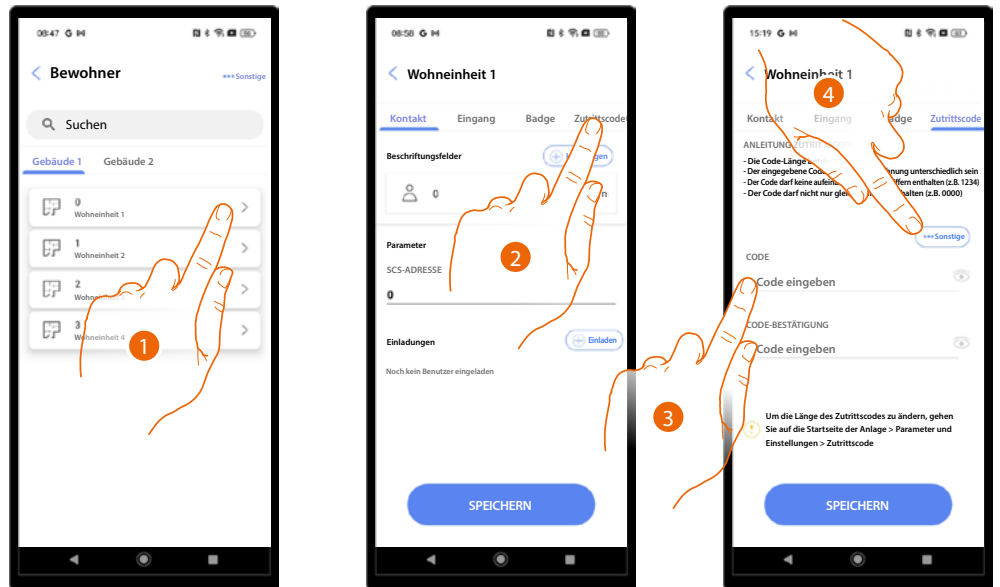 08:47
Bewohner
Sonstige
Suchen
Gebäude 1 Gebäude 2
0
Wohneinheit 1
1
Wohneinheit 2
2
3
Wohneinheit 4
1
08:58
Wohneinheit 1
Kontakt Eingang Badge Zutrittscode
Beschriftungsfelder
0
Parameter
SCS-ADRESSE
0
Einladungen
Einladen
Noch kein Benutzer eingeladen
SPEICHERN
2
15:19
Wohneinheit 1
Kontakt Eingang Badge Zutrittscode
ANLEITUNG
- Die Code-Länge
- Der eingegebene Code unterschiedlich sein
- Der Code darf keine enthalten (z.B. 1234)
- Der Code darf nicht nur (z.B. 0000)
Sonstige
CODE
Code eingeben
CODE-BESTÄTIGUNG
Code eingeben
Um die Länge des Zutrittscodes zu ändern, gehen
Sie auf die Startseite der Anlage > Parameter und
Einstellungen > Zutrittscode
SPEICHERN
3
4